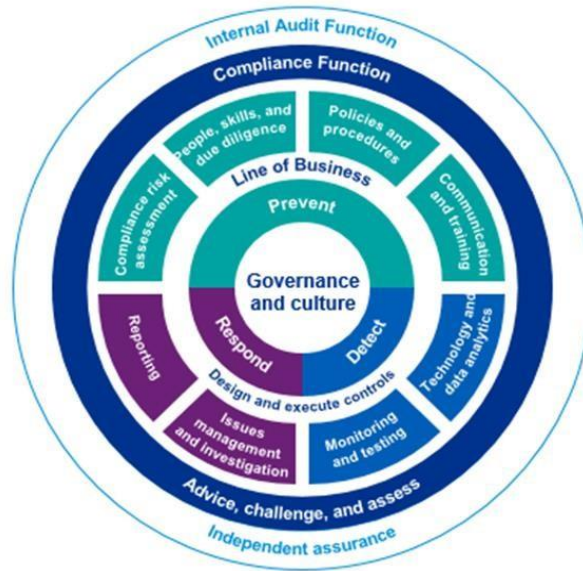 Internal Audit Function
Compliance Function
People, skills, and
due diligence
Policies and
procedures
Line of Business
Compliance risk
assessment
Prevent
Communication
and training
Governance
and culture
Reporting
Respond
Detect
Technology and
data analytics
Design and execute controls
Issues
management
and investigation
Monitoring
and testing
Advice, challenge, and assess
Independent assurance